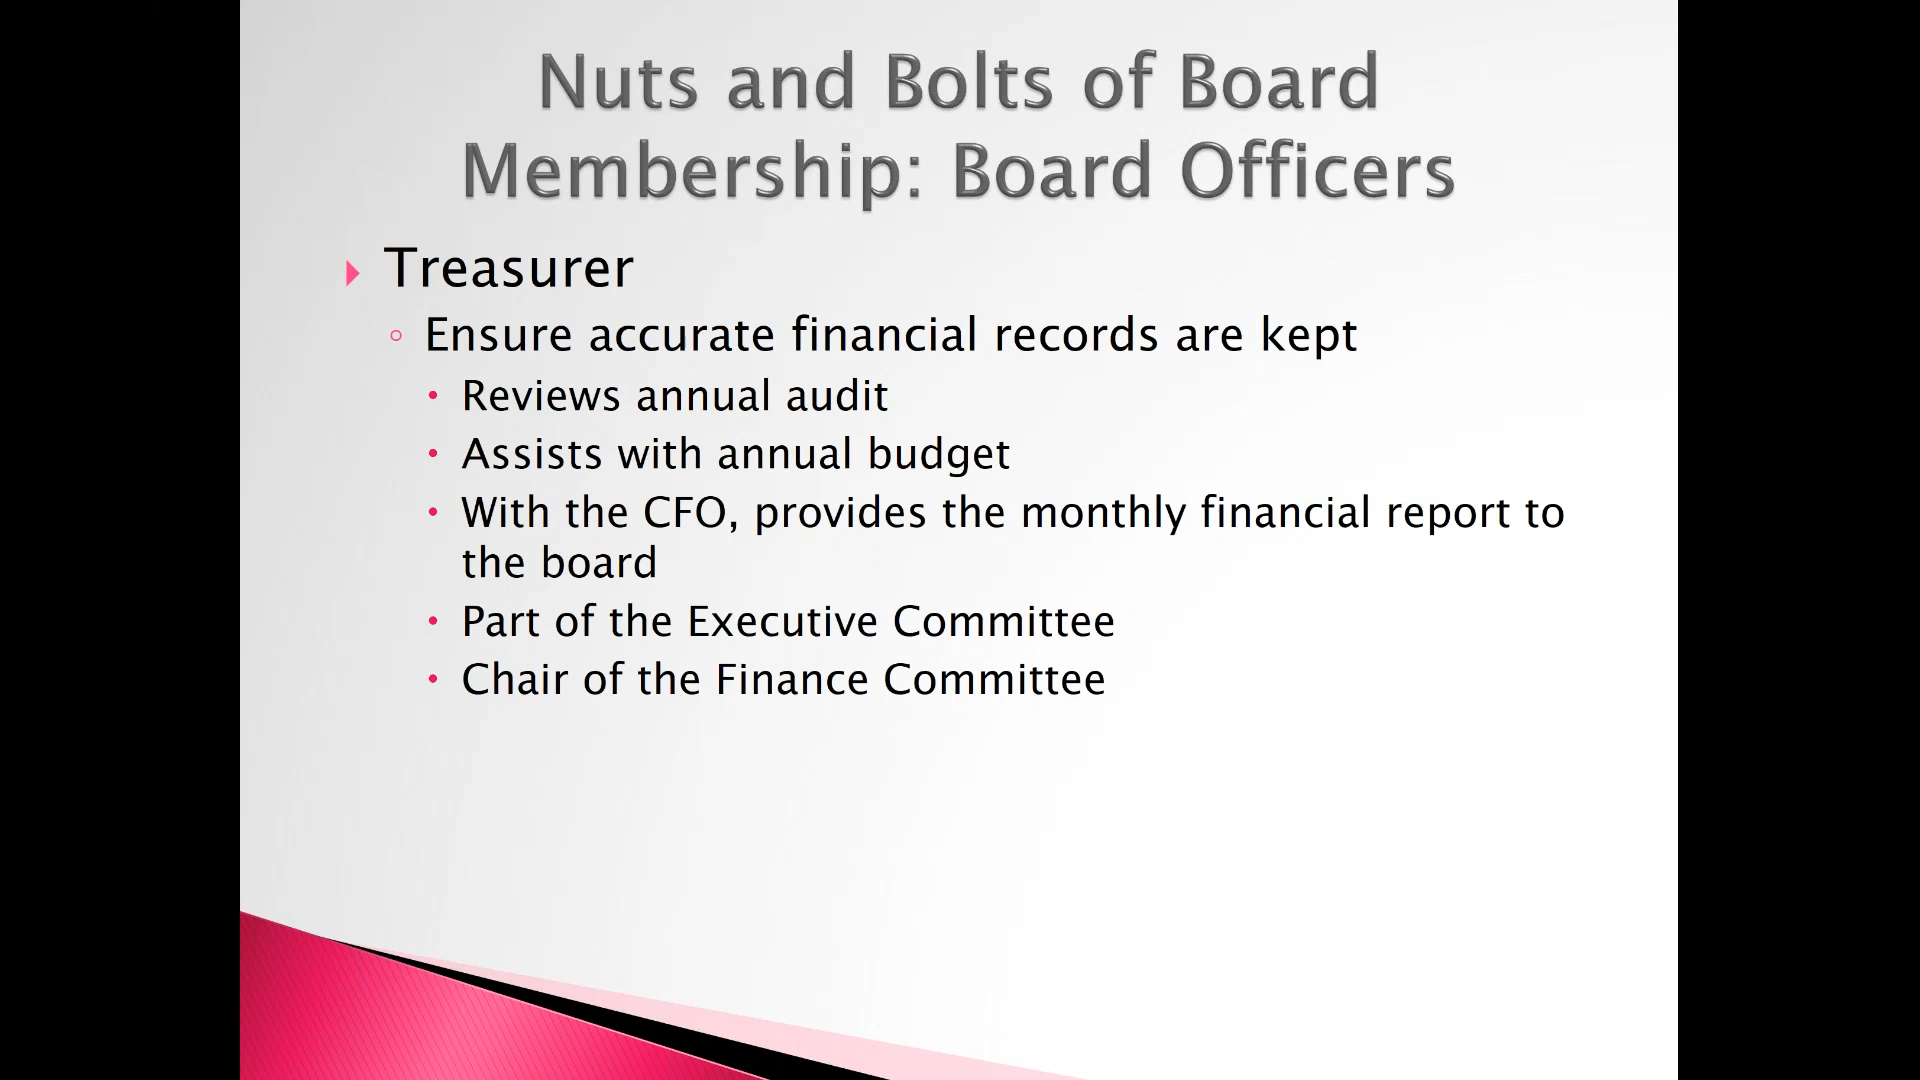 Nuts and Bolts of Board
Membership: Board Officers
Treasurer
Ensure accurate financial records are kept
Reviews annual audit
Assists with annual budget
With the CFO, provides the monthly financial report to
the board
Part of the Executive Committee
Chair of the Finance Committee